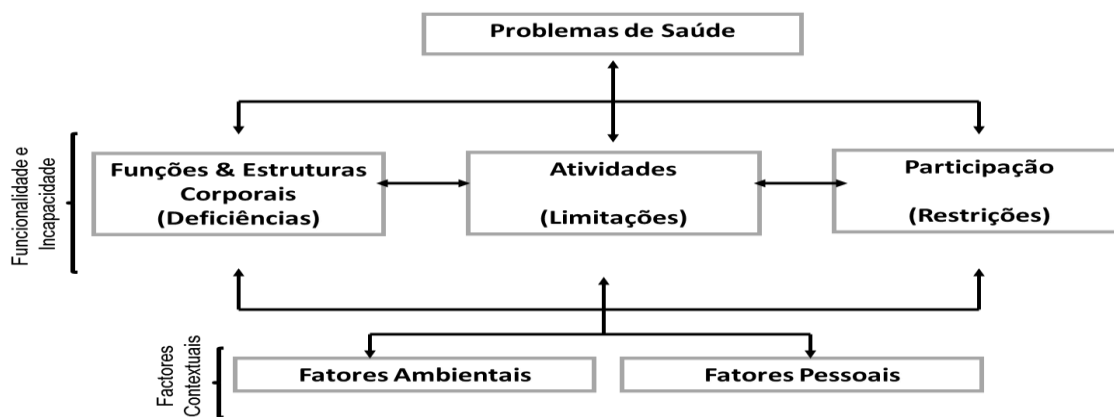 Problemas de Saúde
Funcionalidade e
Incapacidade
Funções & Estruturas
Corporais
(Deficiências)
Atividades
(Limitações)
Participação
(Restrições)
Factores
Contextuais
Fatores Ambientais
Fatores Pessoais